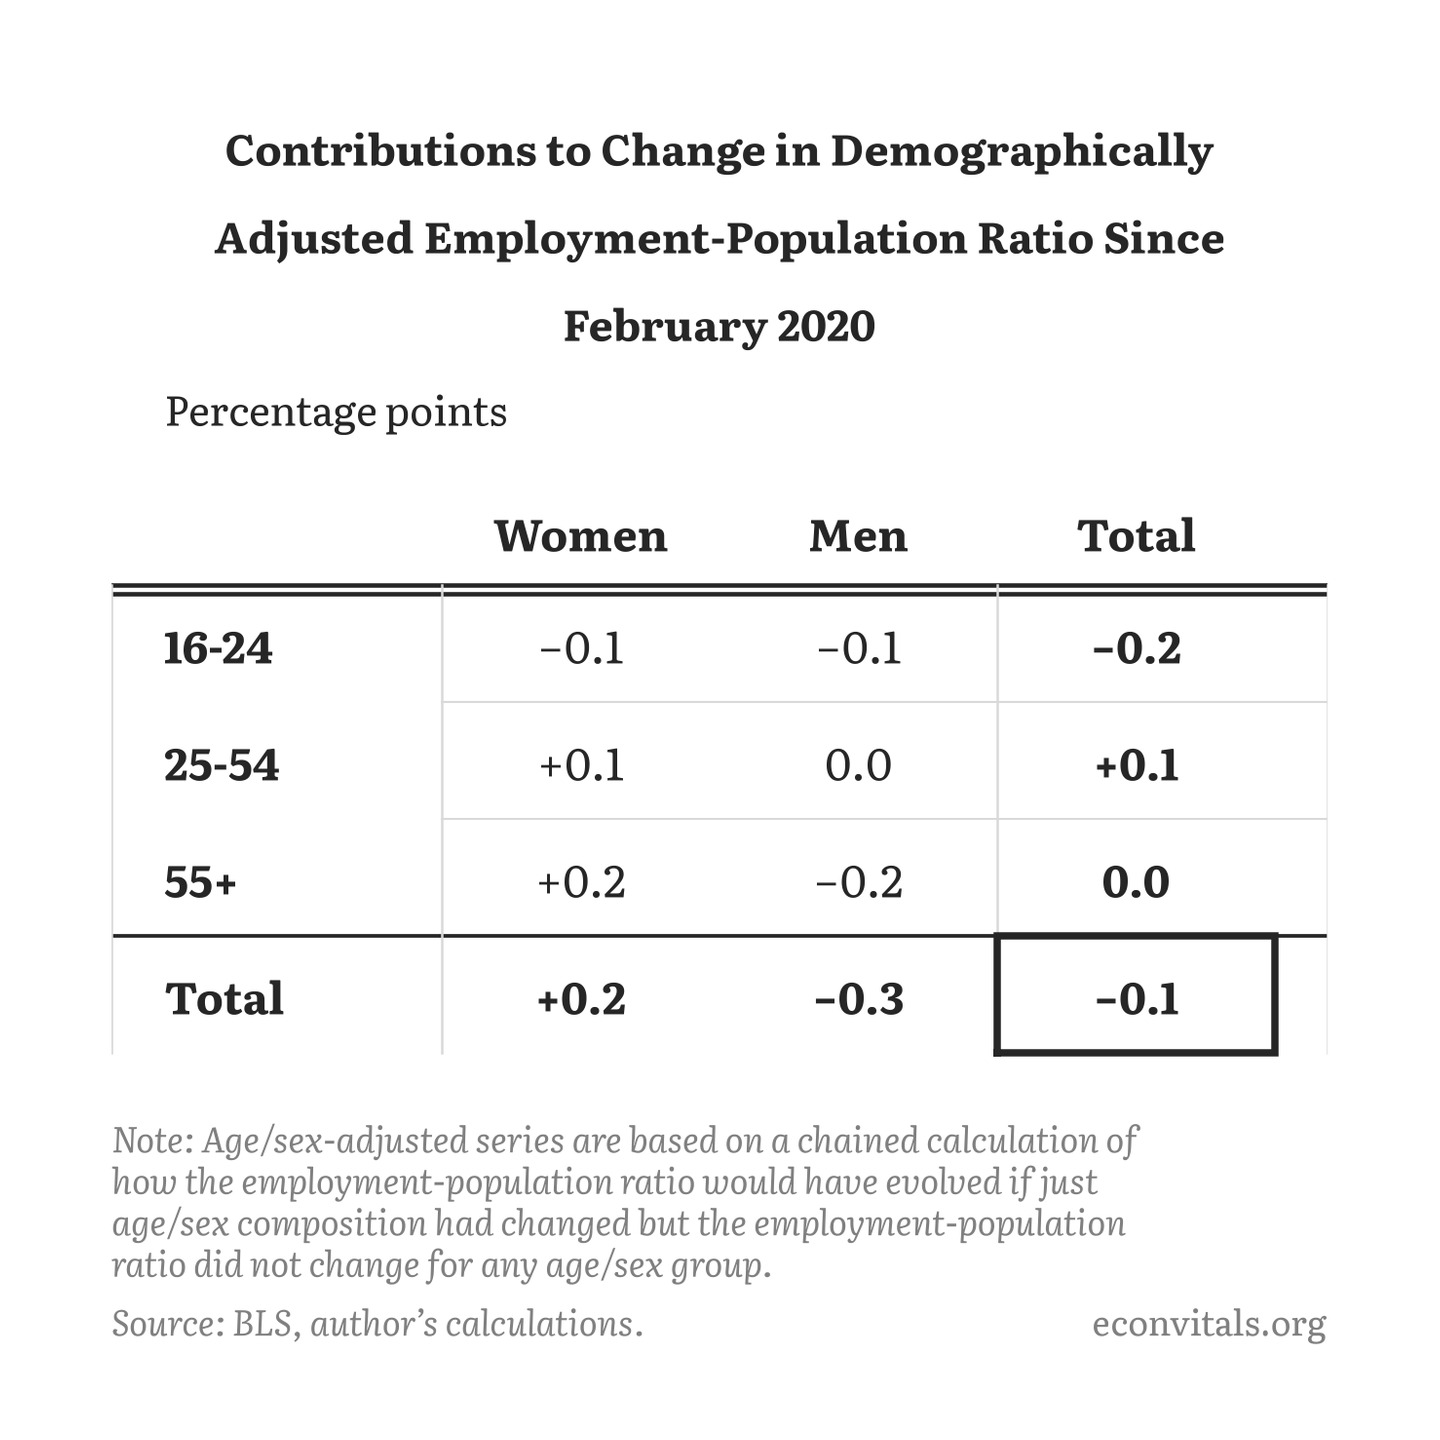 Contributions to Change in Demographically
Adjusted Employment-Population Ratio Since
February 2020
Percentage points
Women Men Total
16-24 −0.1 −0.1 −0.2
25-54 +0.1 0.0 +0.1
55+ +0.2 −0.2 0.0
Total +0.2 −0.3 −0.1
Note: Age/sex-adjusted series are based on a chained calculation of
how the employment-population ratio would have evolved if just
age/sex composition had changed but the employment-population
ratio did not change for any age/sex group.
Source: BLS, author’s calculations. econvitals.org